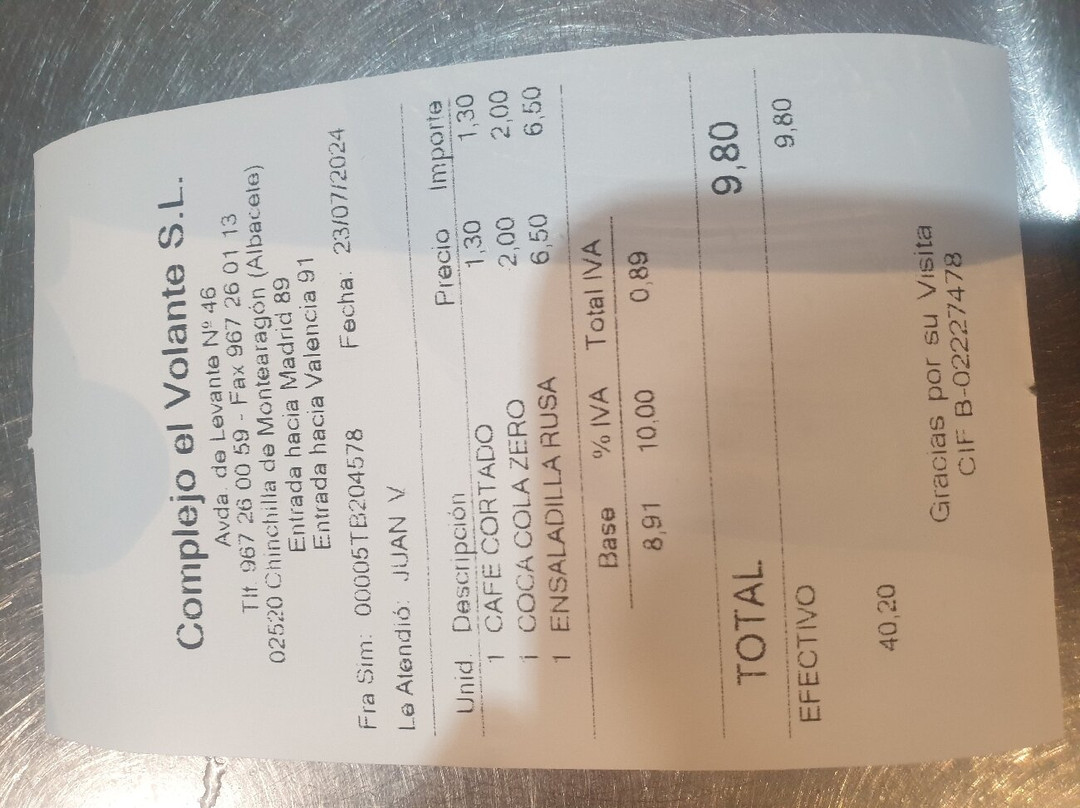 Complejo el Volante S.L.
Avda. de Levante Nº 46
Tlf. 967 26 00 59 - Fax 967 26 01 13
02520 Chinchilla de Montearagón (Albacete)
Entrada hacia Madrid 89
Entrada hacia Valencia 91
Fra Sim: 00005TB204578 Fecha: 23/07/2024
Le Atendió: JUAN V.
Unid. Descripción Precio Importe
1 CAFE CORTADO 1,30 1,30
1 COCA COLA ZERO 2,00 2,00
1 ENSALADILLA RUSA 6,50 6,50
Base % IVA Total IVA
8,91 10,00 0,89
TOTAL 9,80
EFECTIVO 9,80
40,20
Gracias por su Visita
CIF B-02227478